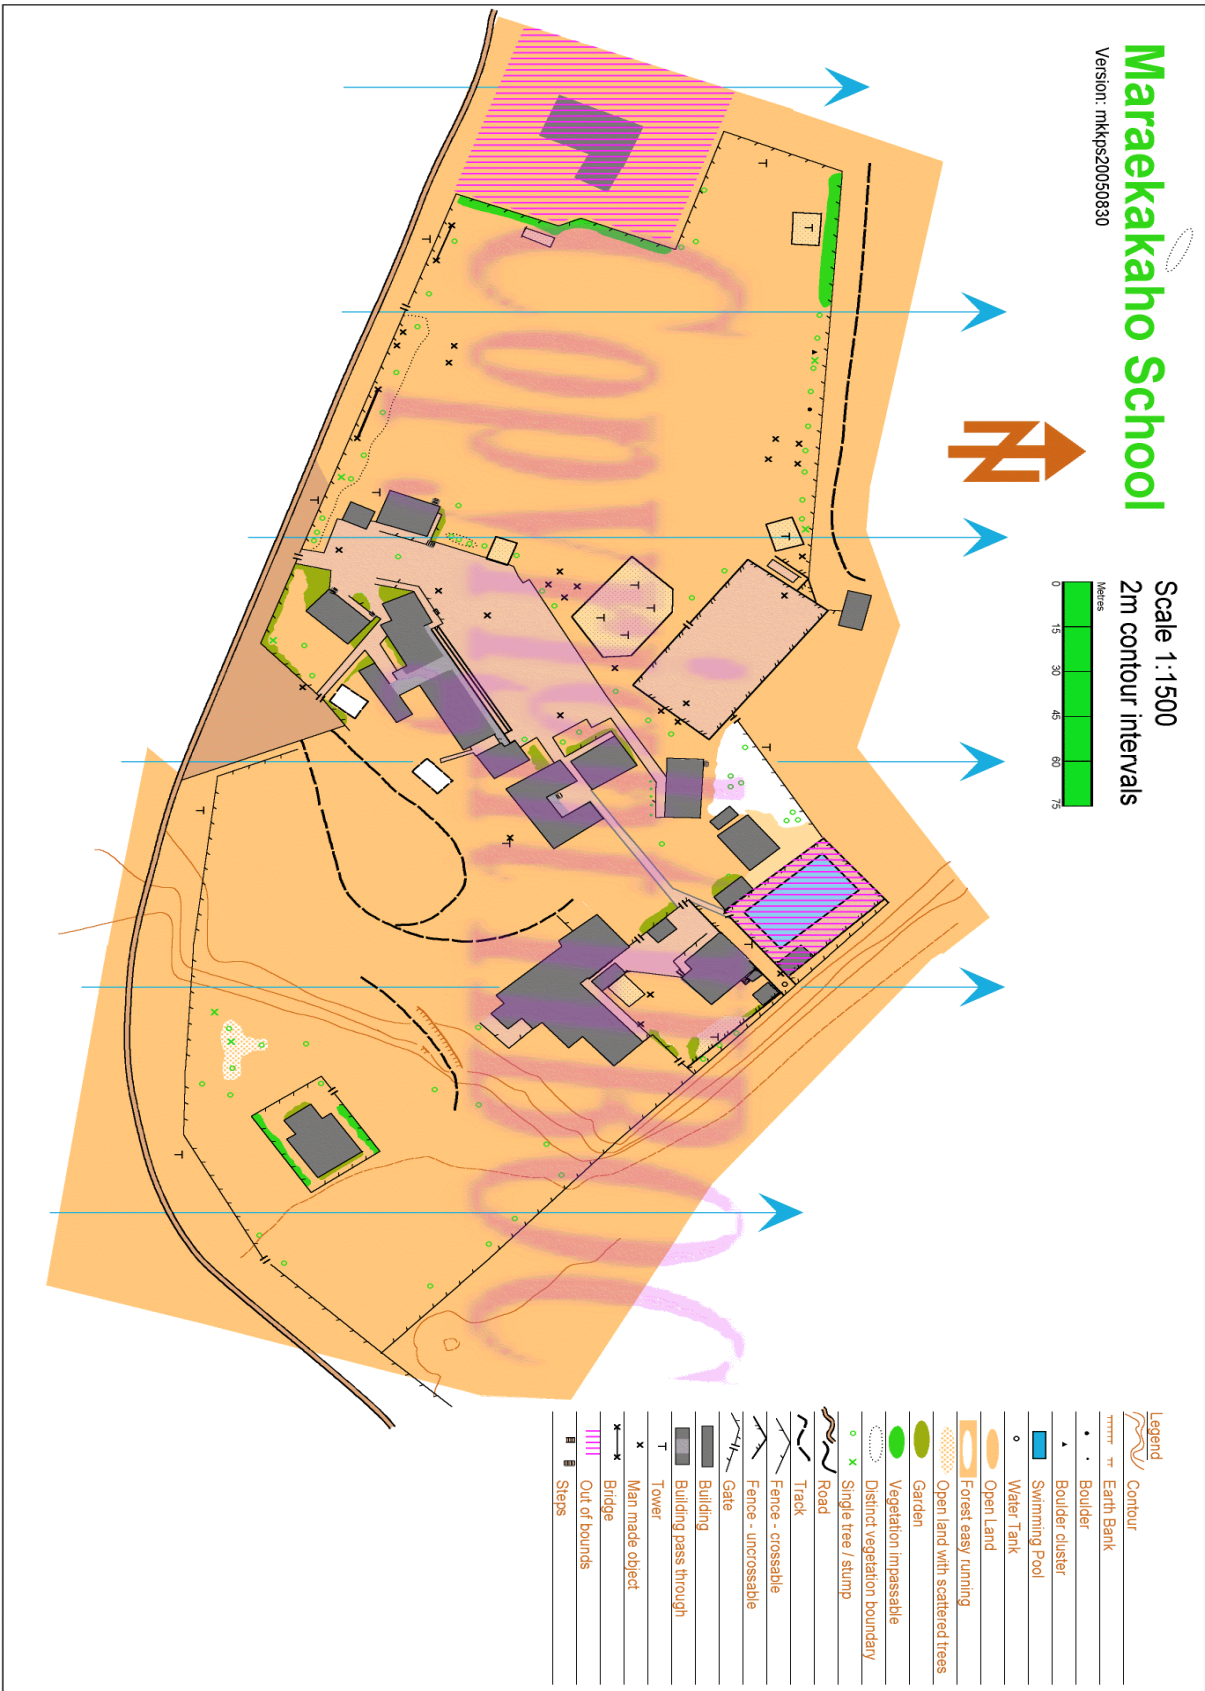 Maraekakaho School
Version: mkkps20050830
Scale 1:1500
2m contour intervals
Metres
0 15 30 45 60 75
N
Legend
Contour
Earth Bank
Boulder
Boulder cluster
Swimming Pool
Water Tank
Open Land
Forest easy running
Open land with scattered trees
Garden
Vegetation impassable
Distinct vegetation boundary
Single tree / stump
Road
Track
Fence - crossable
Fence - uncrossable
Gate
Building
Building pass through
Tower
Man made object
Bridge
Out of bounds
Steps